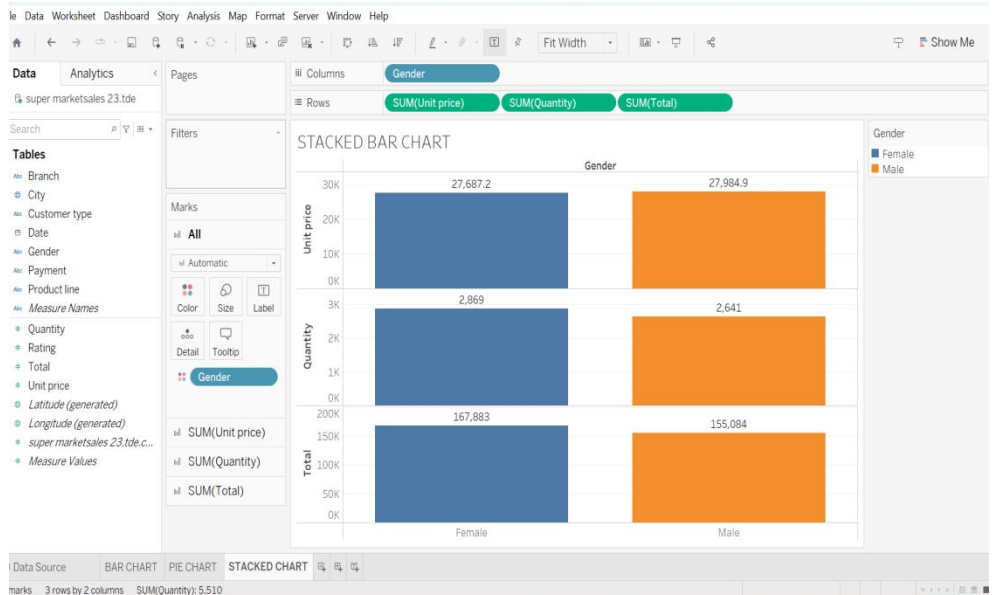 le Data Worksheet Dashboard Story Analysis Map Format Server Window Help
Fit Width
Show Me
Data Analytics
super marketsales 23.tde
Search
Tables
Abc Branch
City
Abc Customer type
Date
Abc Gender
Abc Payment
Abc Product line
Abc Measure Names
Quantity
Rating
Total
Unit price
Latitude (generated)
Longitude (generated)
super marketsales 23.tde.c...
Measure Values
Pages
Filters
Marks
All
Automatic
Color Size Label
Detail Tooltip
Gender
SUM(Unit price)
SUM(Quantity)
SUM(Total)
iii Columns Gender
Rows SUM(Unit price) SUM(Quantity) SUM(Total)
STACKED BAR CHART
Gender
Unit price
30K
20K
10K
0K
27,687.2 27,984.9
Quantity
3K
2K
1K
0K
2,869 2,641
Total
200K
150K
100K
50K
0K
167,883 155,084
Female Male
Gender
Female
Male
Data Source BAR CHART PIE CHART STACKED CHART
marks 3 rows by 2 columns SUM(Quantity): 5,510